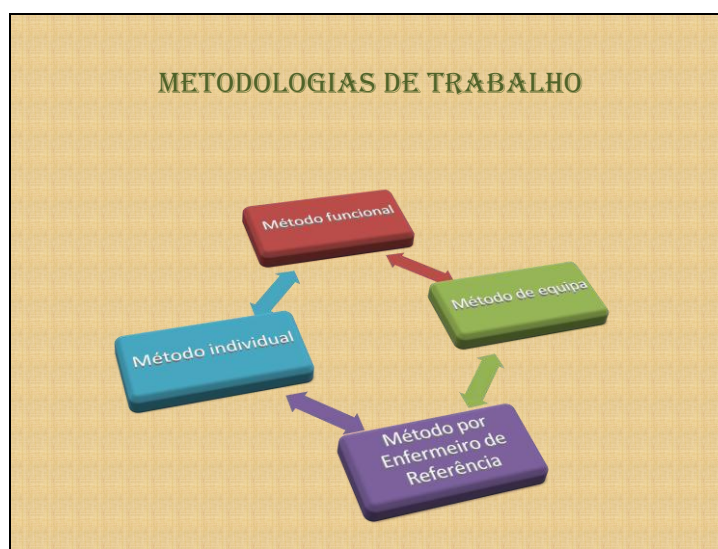 METODOLOGIAS DE TRABALHO
Método funcional
Método de equipa
Método individual
Método por
Enfermeiro de
Referência